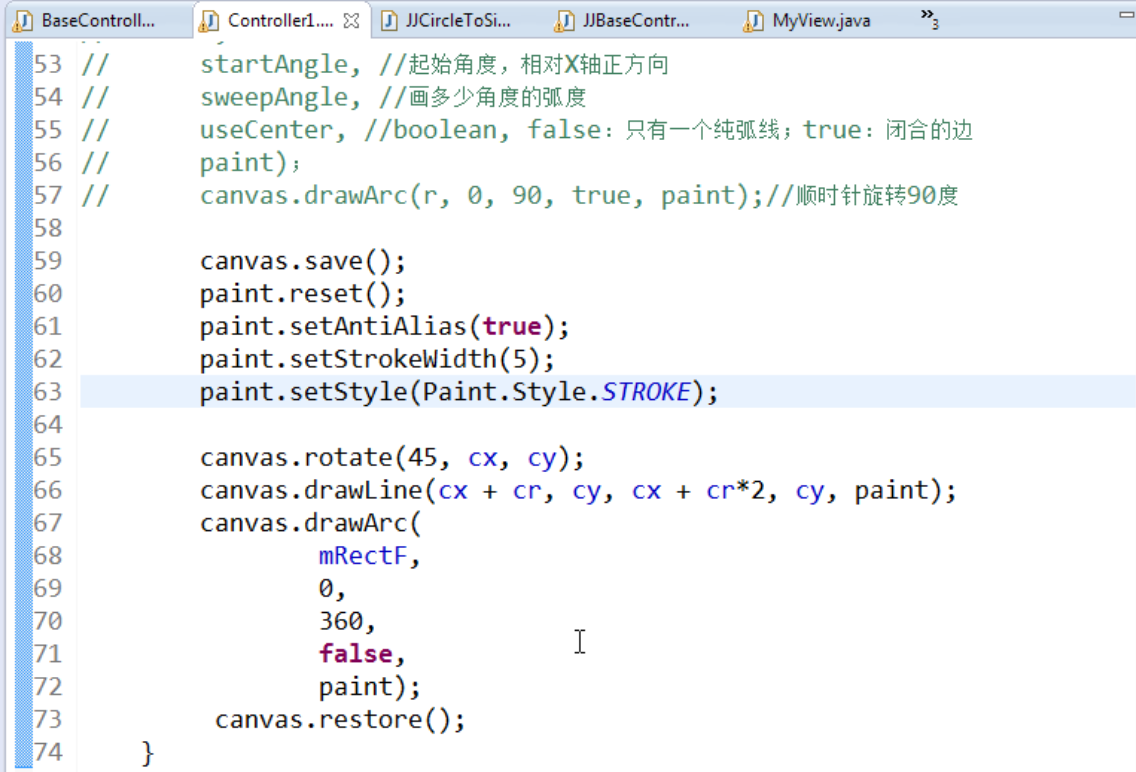 BaseControll...
Controller1....
JJCircleToSi...
JJBaseContr...
MyView.java
»3
53 // startAngle, //起始角度，相对X轴正方向
54 // sweepAngle, //画多少角度的弧度
55 // useCenter, //boolean, false：只有一个纯弧线；true：闭合的边
56 // paint)；
57 // canvas.drawArc(r, 0, 90, true, paint);//顺时针旋转90度
58
59 canvas.save();
60 paint.reset();
61 paint.setAntiAlias(true);
62 paint.setStrokeWidth(5);
63 paint.setStyle(Paint.Style.STROKE);
64
65 canvas.rotate(45, cx, cy);
66 canvas.drawLine(cx + cr, cy, cx + cr*2, cy, paint);
67 canvas.drawArc(
68 mRectF,
69 0,
70 360,
71 false,
72 paint);
73 canvas.restore();
74 }